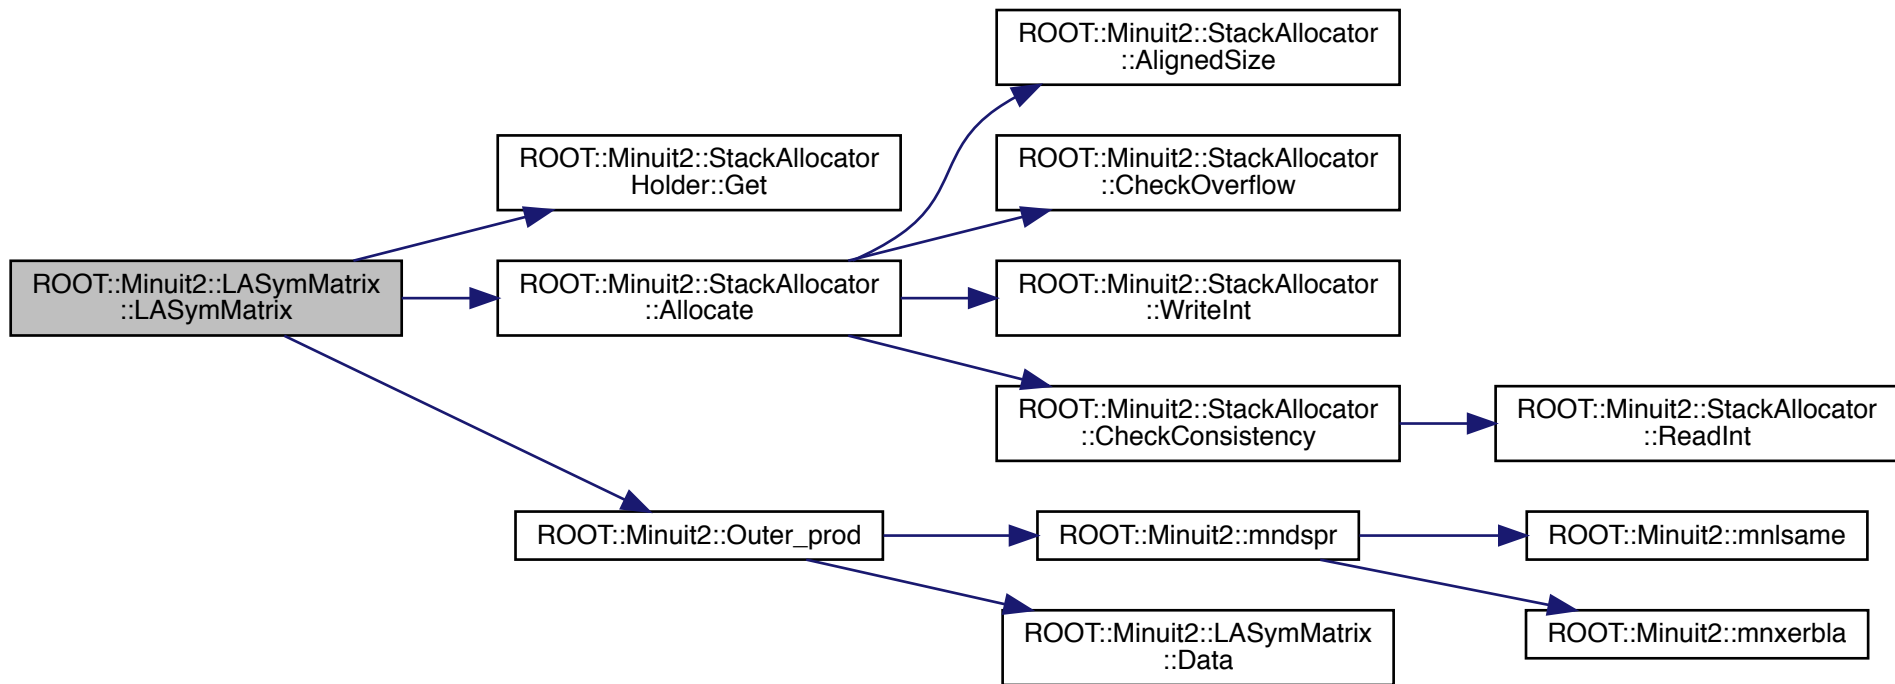 ROOT::Minuit2::StackAllocator
::AlignedSize
ROOT::Minuit2::StackAllocator
Holder::Get
ROOT::Minuit2::StackAllocator
::CheckOverflow
ROOT::Minuit2::LASymMatrix
::LASymMatrix
ROOT::Minuit2::StackAllocator
::Allocate
ROOT::Minuit2::StackAllocator
::WriteInt
ROOT::Minuit2::StackAllocator
::CheckConsistency
ROOT::Minuit2::StackAllocator
::ReadInt
ROOT::Minuit2::Outer_prod
ROOT::Minuit2::mndspr
ROOT::Minuit2::mnlsame
ROOT::Minuit2::LASymMatrix
::Data
ROOT::Minuit2::mnxerbla